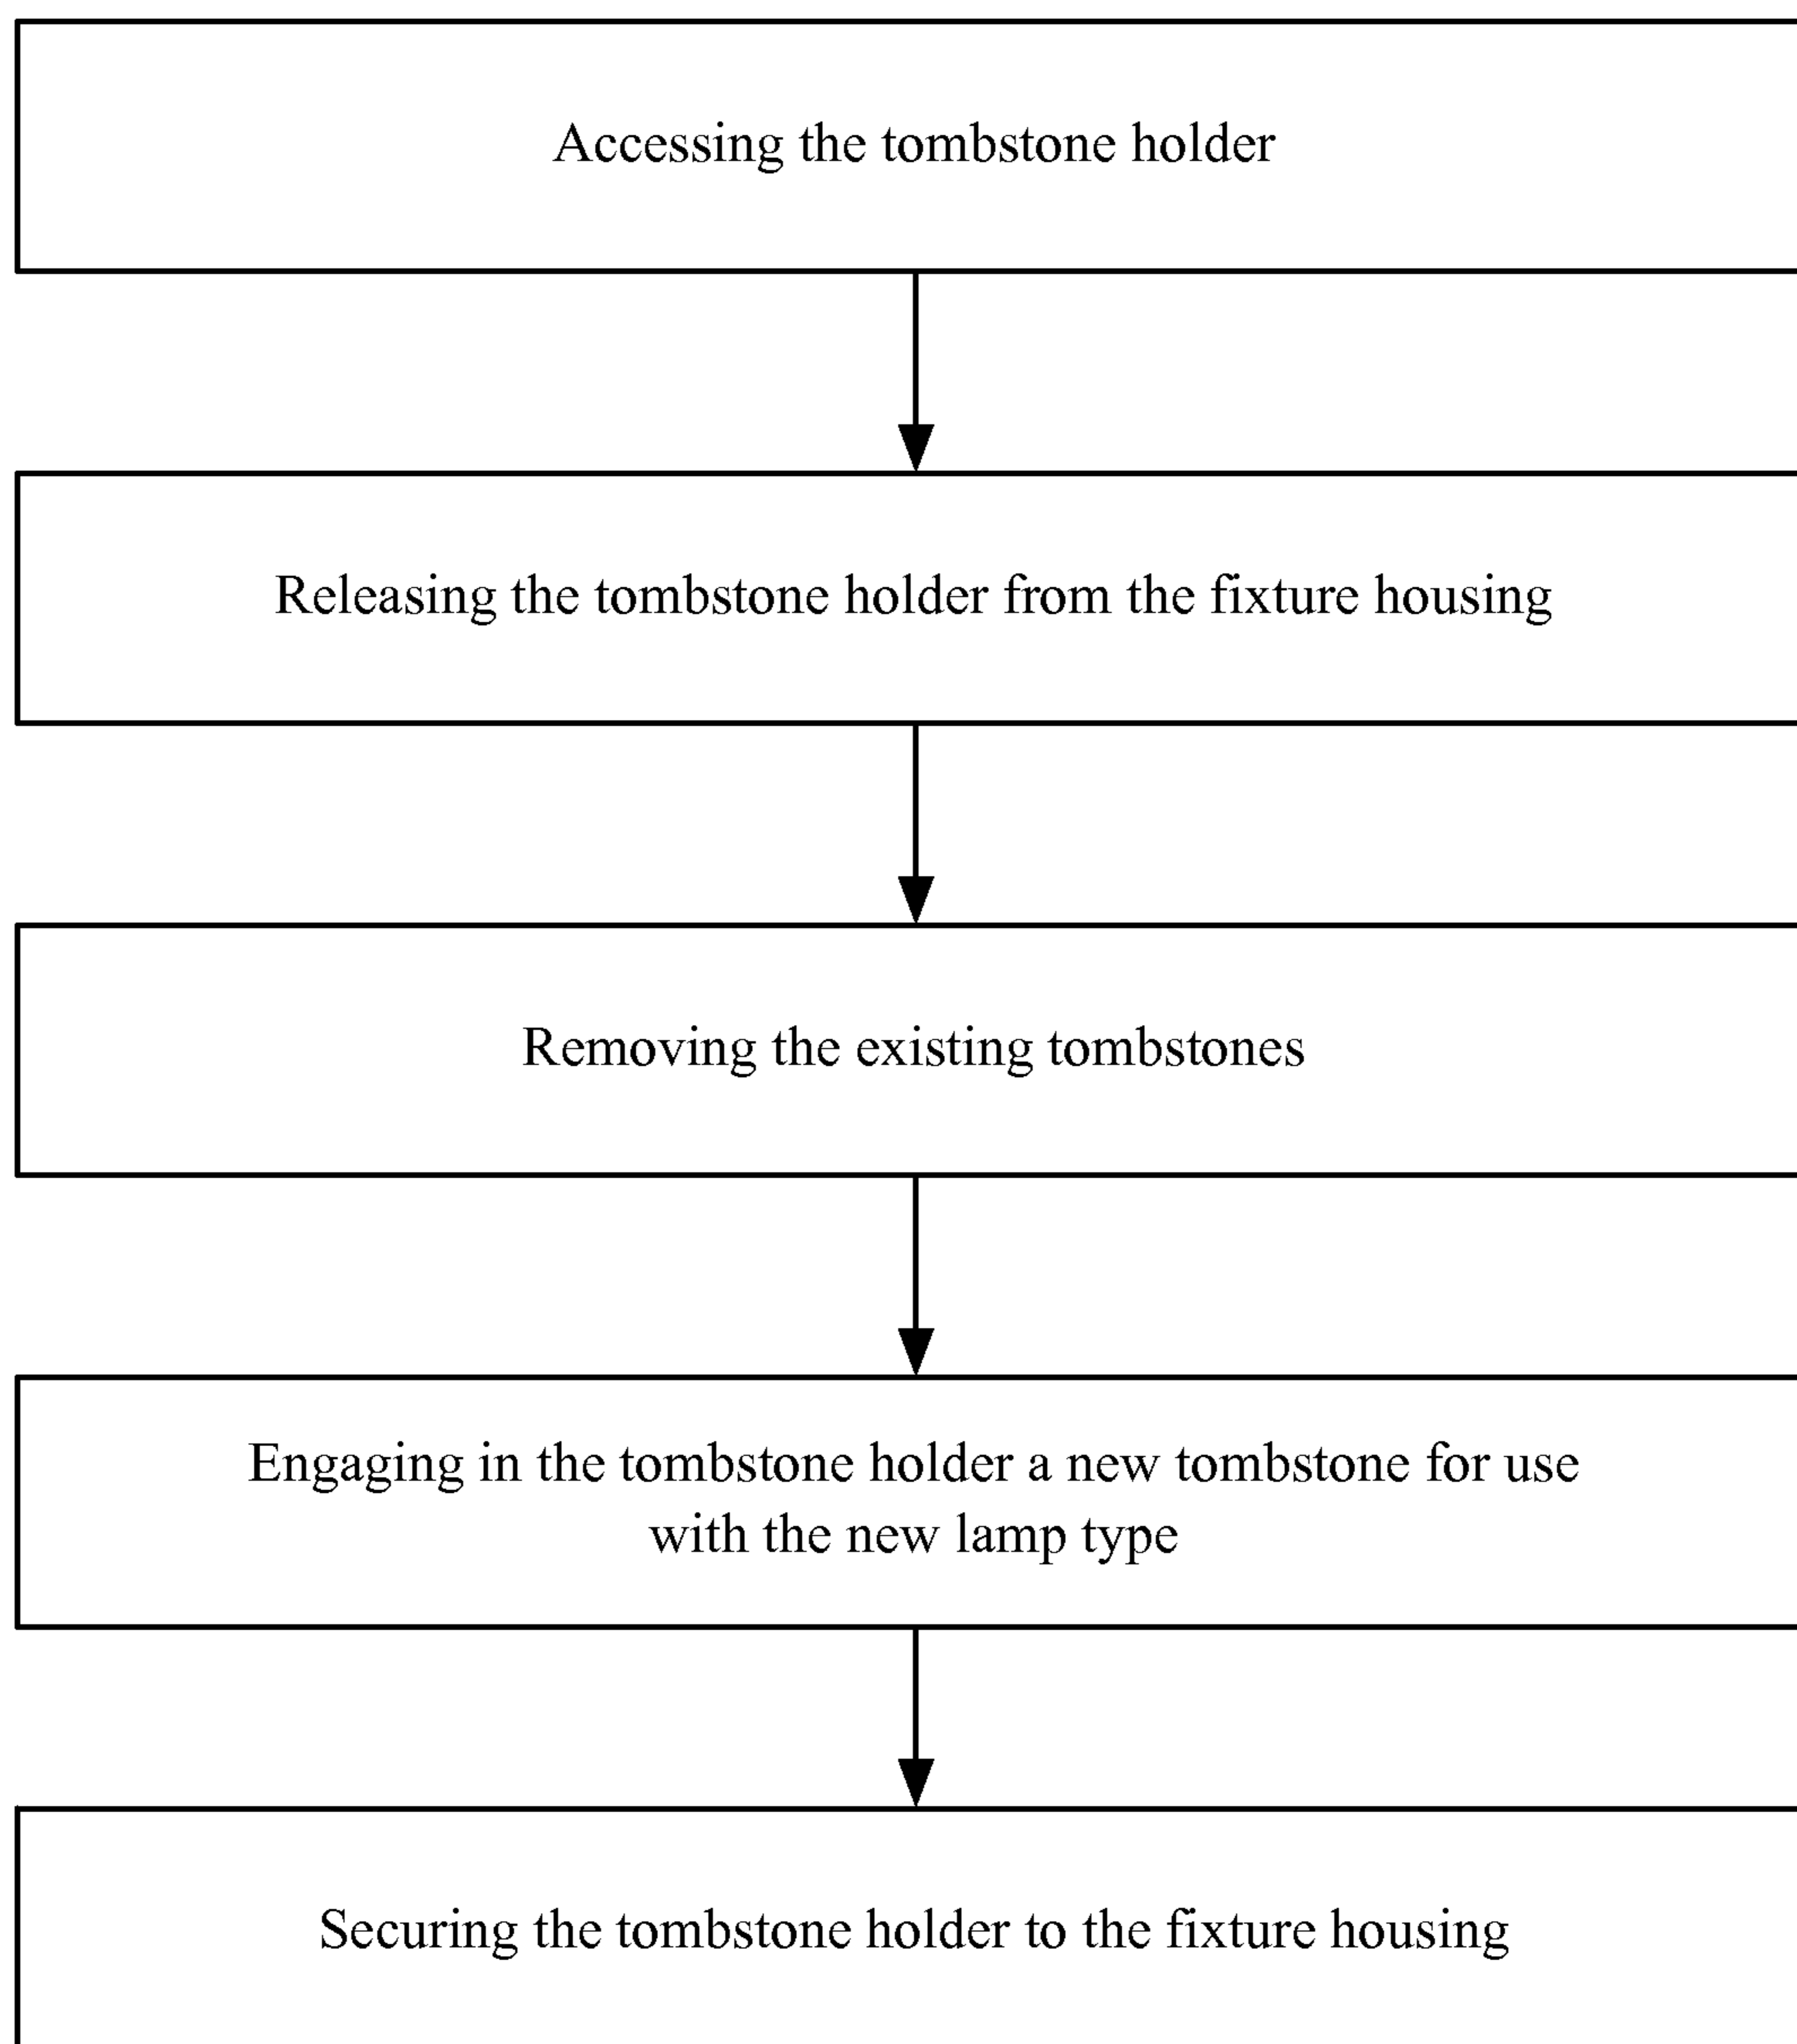 Accessing the tombstone holder
Releasing the tombstone holder from the fixture housing
Removing the existing tombstones
Engaging in the tombstone holder a new tombstone for use
with the new lamp type
Securing the tombstone holder to the fixture housing